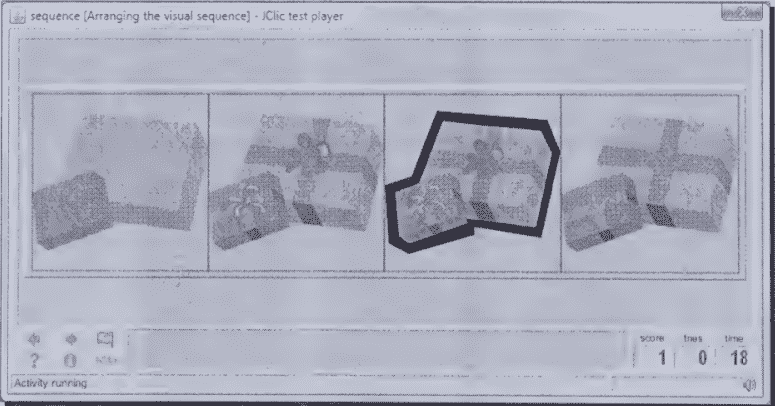 sequence [Arranging the visual sequence] - JClic test player
score tries time
1 0 18
Activity running